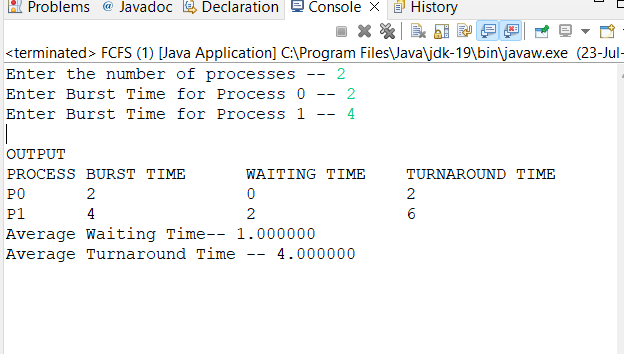 Problems @ Javadoc Declaration Console × History
<terminated> FCFS (1) [Java Application] C:\Program Files\Java\jdk-19\bin\javaw.exe (23-Jul-
Enter the number of processes -- 2
Enter Burst Time for Process 0 -- 2
Enter Burst Time for Process 1 -- 4
OUTPUT
PROCESS BURST TIME WAITING TIME TURNAROUND TIME
P0 2 0 2
P1 4 2 6
Average Waiting Time-- 1.000000
Average Turnaround Time -- 4.000000